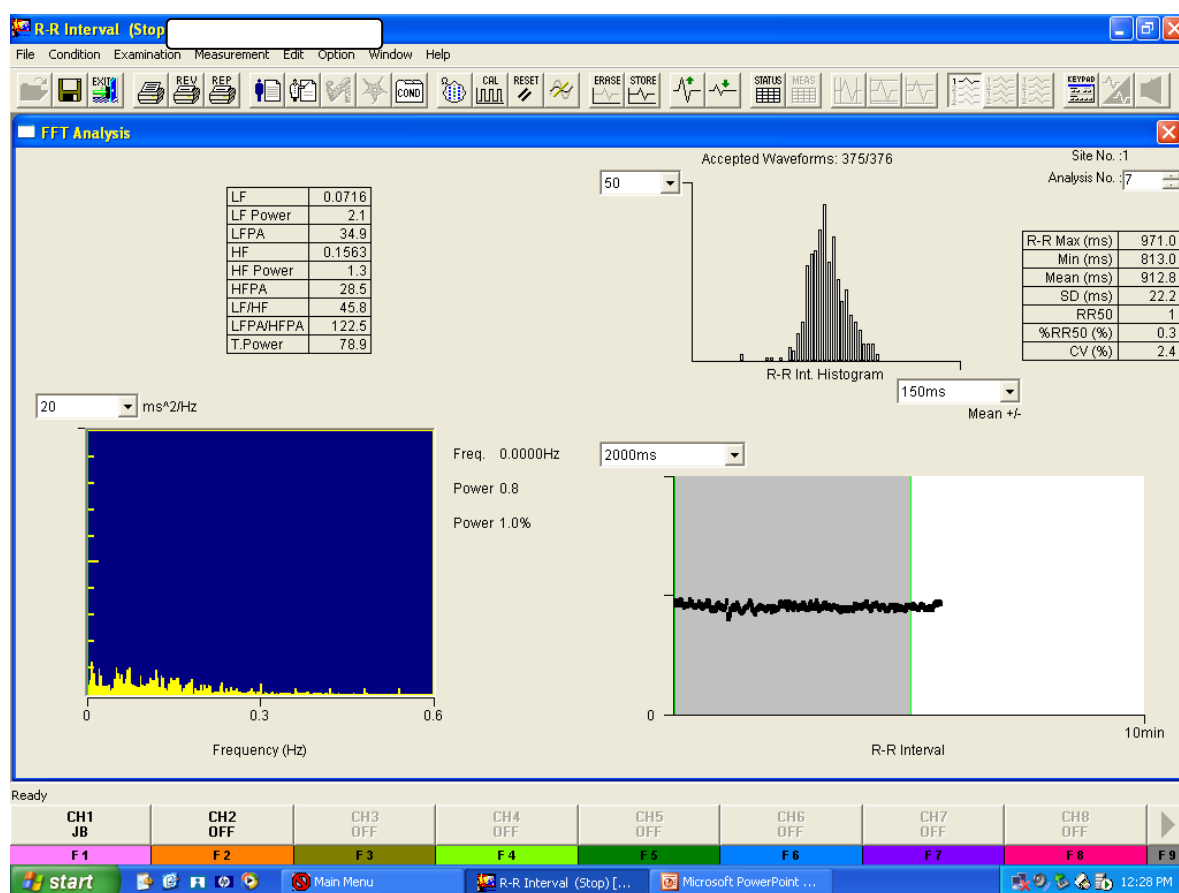 R-R Interval (Stop
File Condition Examination Measurement Edit Option Window Help
EXIT REV REP COND CAL RESET ERASE STORE STATUS MEAS KEYPAD
FFT Analysis
Accepted Waveforms: 375/376
Site No. :1
50
Analysis No. :7
LF 0.0716
LF Power 2.1
LFPA 34.9
HF 0.1563
HF Power 1.3
HFPA 28.5
LF/HF 45.8
LFPA/HFPA 122.5
T.Power 78.9
R-R Max (ms) 971.0
Min (ms) 813.0
Mean (ms) 912.8
SD (ms) 22.2
RR50 1
%RR50 (%) 0.3
CV (%) 2.4
R-R Int. Histogram
150ms
Mean +/-
20 ms^2/Hz
Freq. 0.0000Hz
Power 0.8
Power 1.0%
2000ms
0 0.3 0.6
Frequency (Hz)
0
10min
R-R Interval
Ready
CH1 CH2 CH3 CH4 CH5 CH6 CH7 CH8
JB OFF OFF OFF OFF OFF OFF OFF
F1 F2 F3 F4 F5 F6 F7 F8 F9
start Main Menu R-R Interval (Stop) [... Microsoft PowerPoint ... 12:28 PM